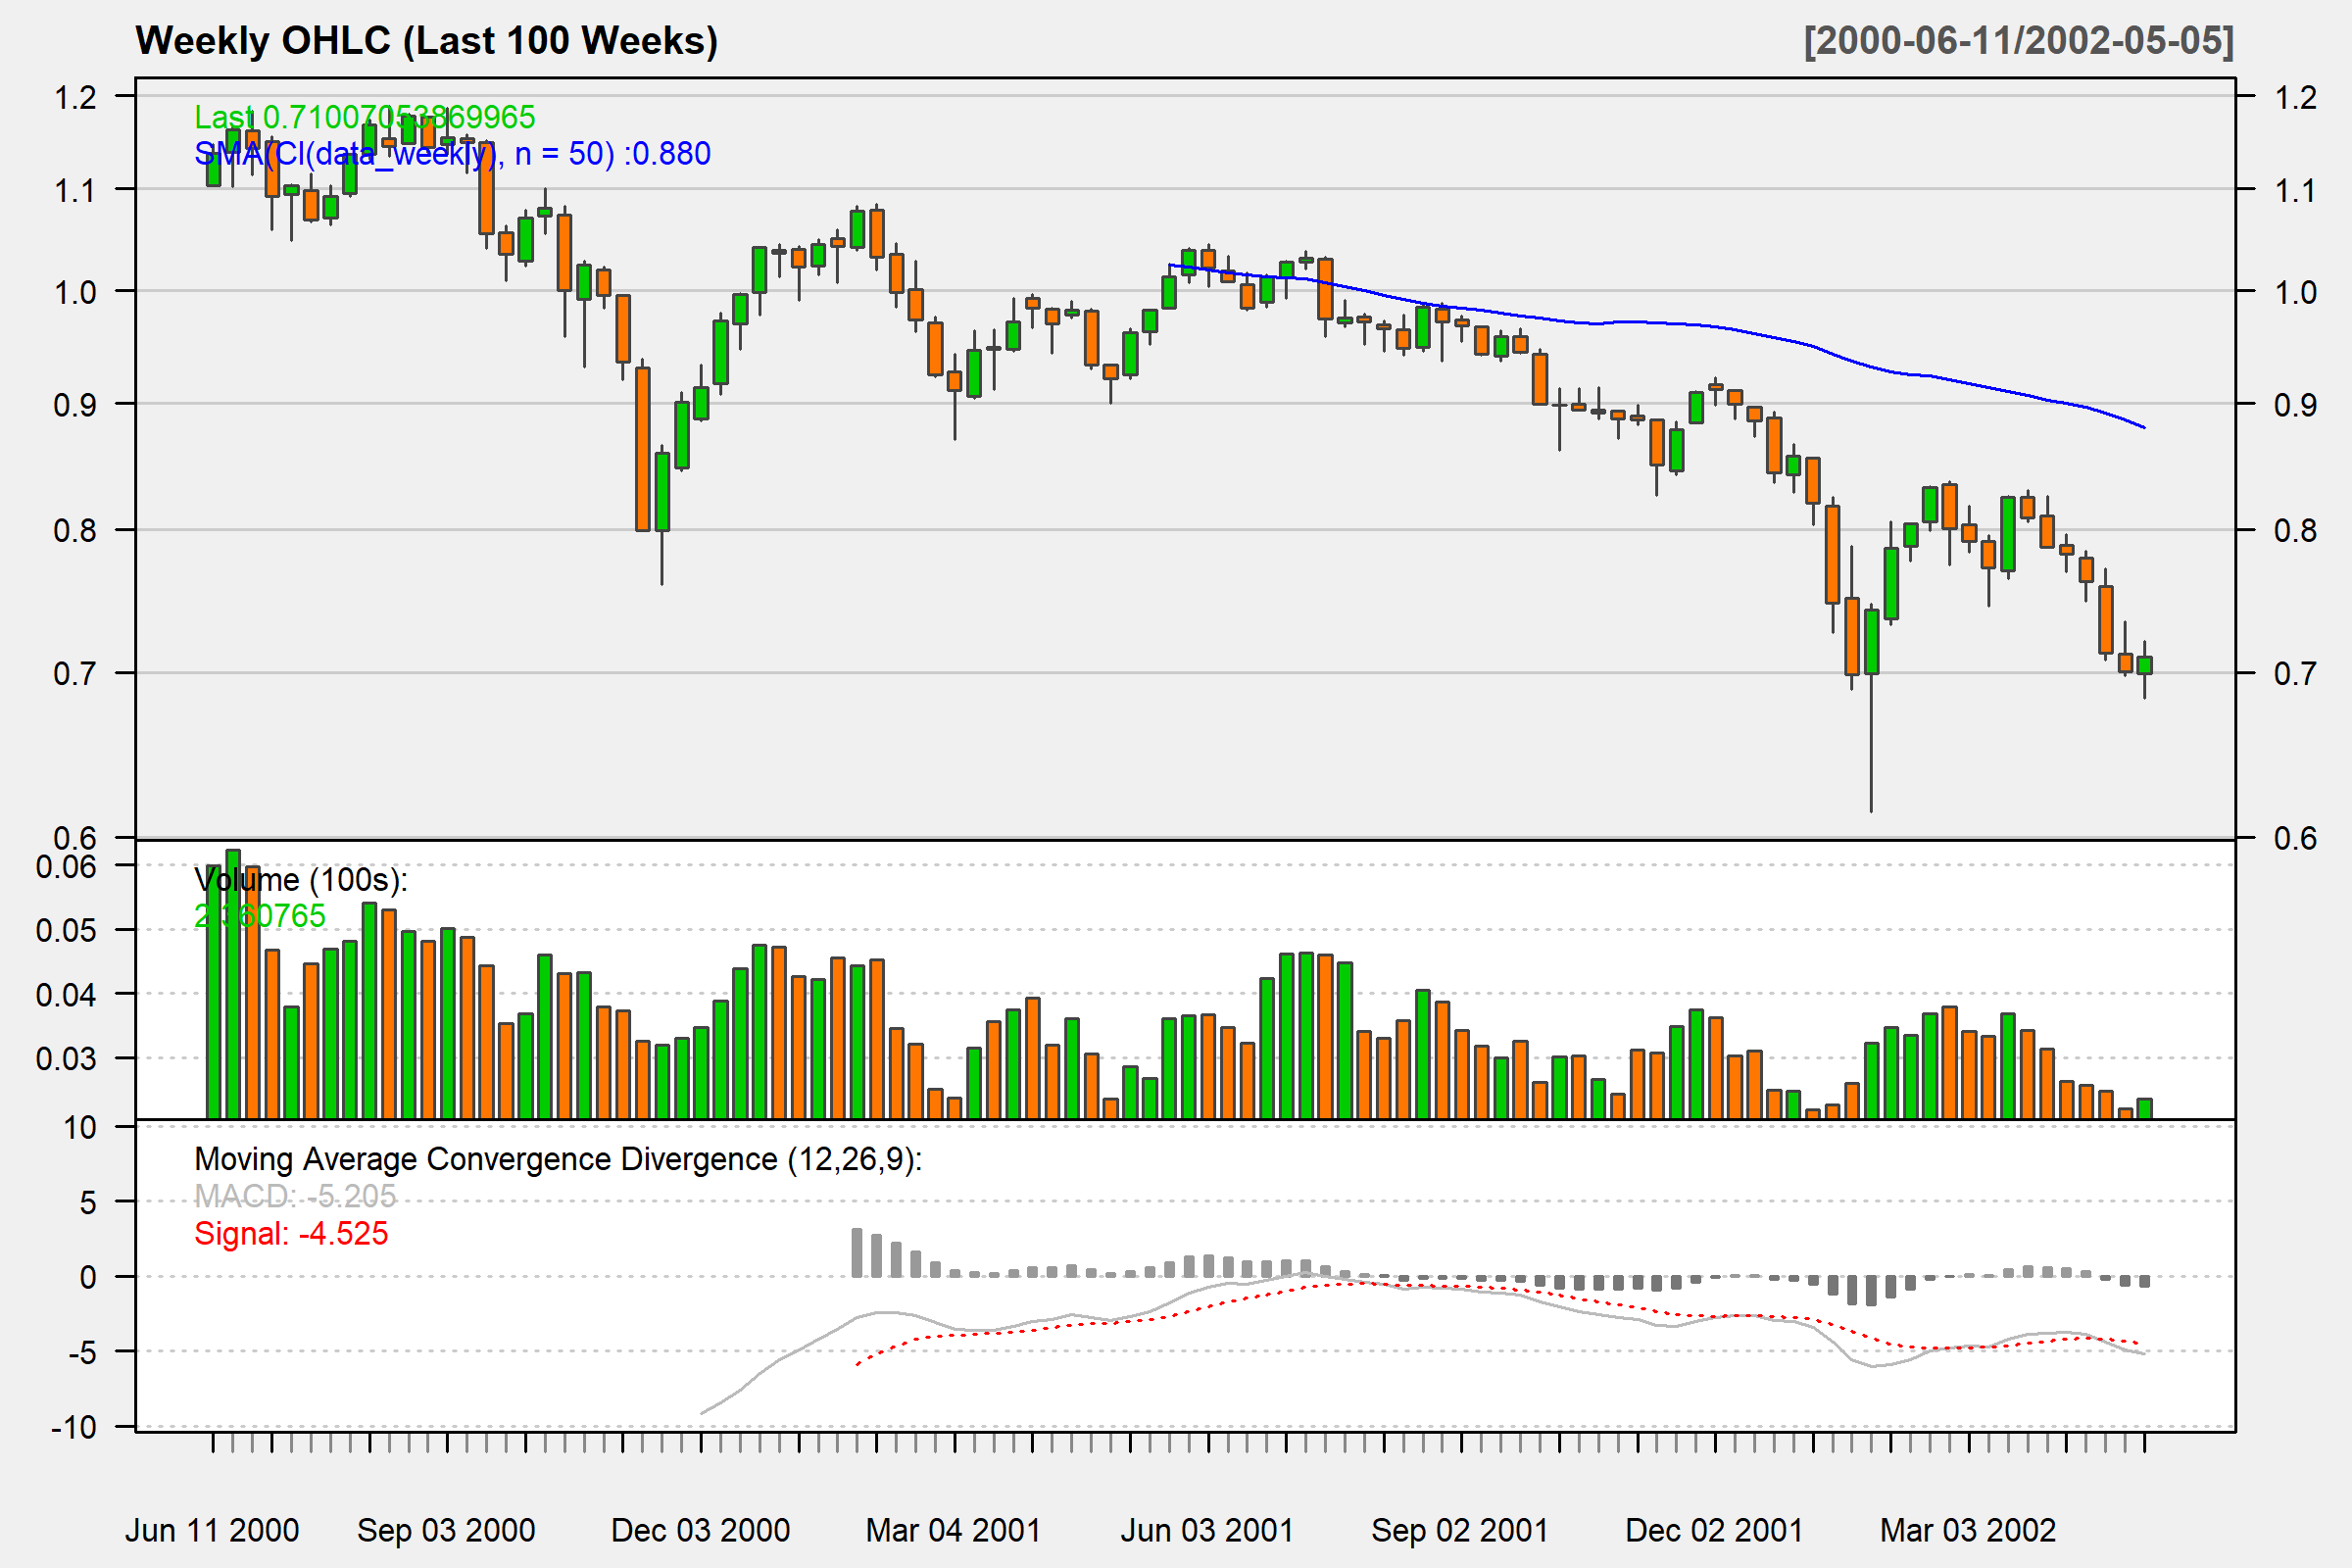 Weekly OHLC (Last 100 Weeks) [2000-06-11/2002-05-05]
1.2 1.2
Last 0.71007053869965
SMA(Cl(data_weekly), n = 50) :0.880
1.1 1.1
1.0 1.0
0.9 0.9
0.8 0.8
0.7 0.7
0.6 0.6
0.06
Volume (100s):
2.360765
0.05
0.04
0.03
10
Moving Average Convergence Divergence (12,26,9):
MACD: -5.205
5
Signal: -4.525
0
-5
-10
Jun 11 2000 Sep 03 2000 Dec 03 2000 Mar 04 2001 Jun 03 2001 Sep 02 2001 Dec 02 2001 Mar 03 2002